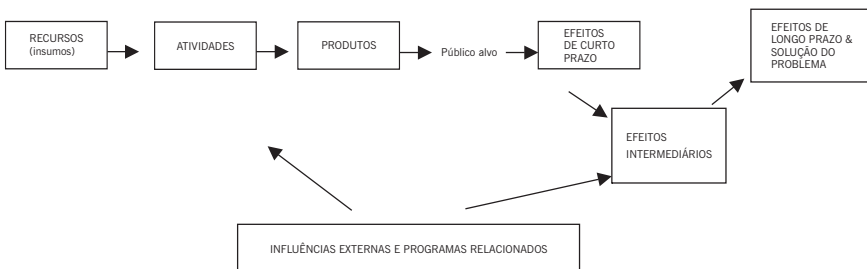 RECURSOS
(insumos)
ATIVIDADES
PRODUTOS
Público alvo
EFEITOS
DE CURTO
PRAZO
EFEITOS DE
LONGO PRAZO &
SOLUÇÃO DO
PROBLEMA
EFEITOS
INTERMEDIÁRIOS
INFLUÊNCIAS EXTERNAS E PROGRAMAS RELACIONADOS